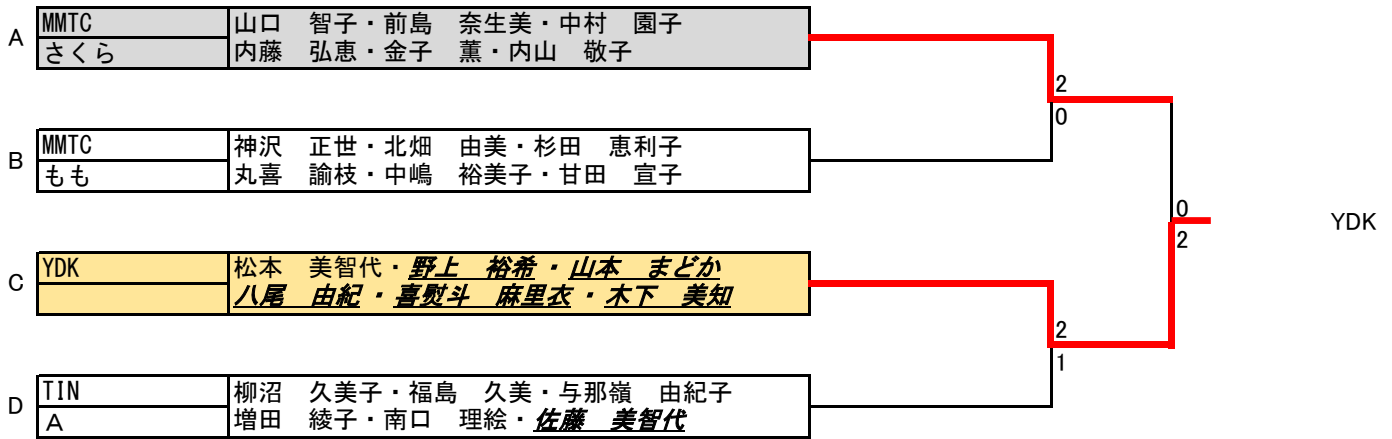 A
MMTC
山口　智子・前島　奈生美・中村　園子
さくら
内藤　弘恵・金子　薫・内山　敬子
2
0
B
MMTC
神沢　正世・北畑　由美・杉田　恵利子
もも
丸喜　諭枝・中嶋　裕美子・甘田　宣子
0
2
YDK
C
YDK
松本　美智代・野上　裕希・山本　まどか
八尾　由紀・喜熨斗　麻里衣・木下　美知
2
1
D
TIN
柳沼　久美子・福島　久美・与那嶺　由紀子
A
増田　綾子・南口　理絵・佐藤　美智代